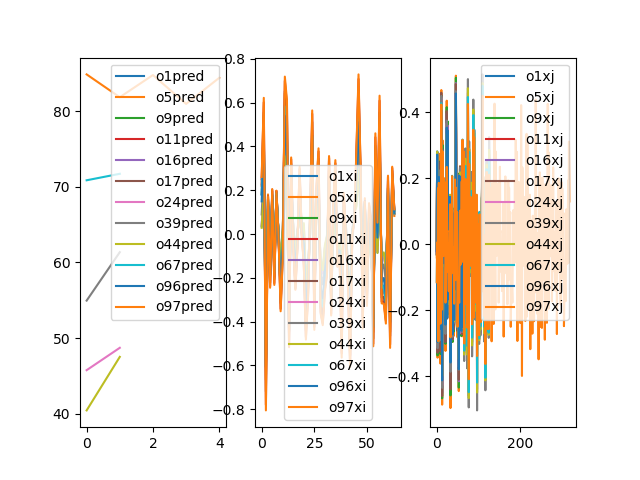 80
70
60
50
40
0
2
4
o1pred
o5pred
o9pred
o11pred
o16pred
o17pred
o24pred
o39pred
o44pred
o67pred
o96pred
o97pred
0.8
0.6
0.4
0.2
0.0
−0.2
−0.4
−0.6
−0.8
0
25
50
o1xi
o5xi
o9xi
o11xi
o16xi
o17xi
o24xi
o39xi
o44xi
o67xi
o96xi
o97xi
0.4
0.2
0.0
−0.2
−0.4
0
200
o1xj
o5xj
o9xj
o11xj
o16xj
o17xj
o24xj
o39xj
o44xj
o67xj
o96xj
o97xj